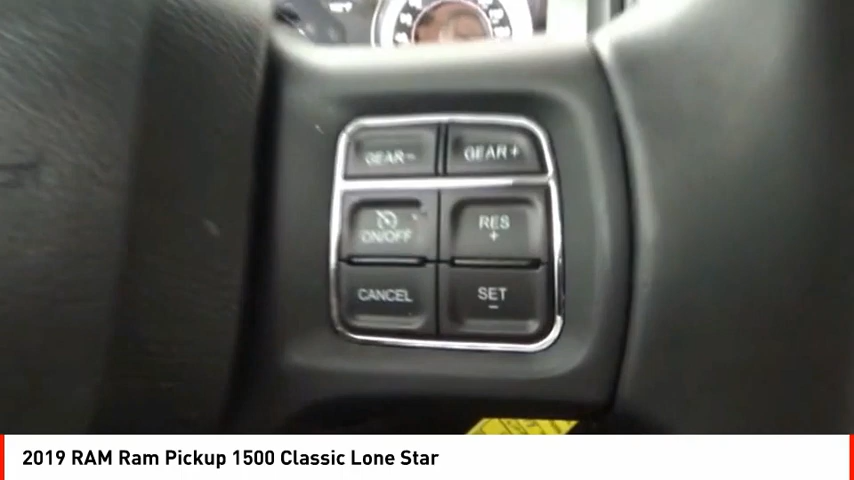 GEAR- GEAR+
ON/OFF RES
+
CANCEL SET
-
2019 RAM Ram Pickup 1500 Classic Lone Star